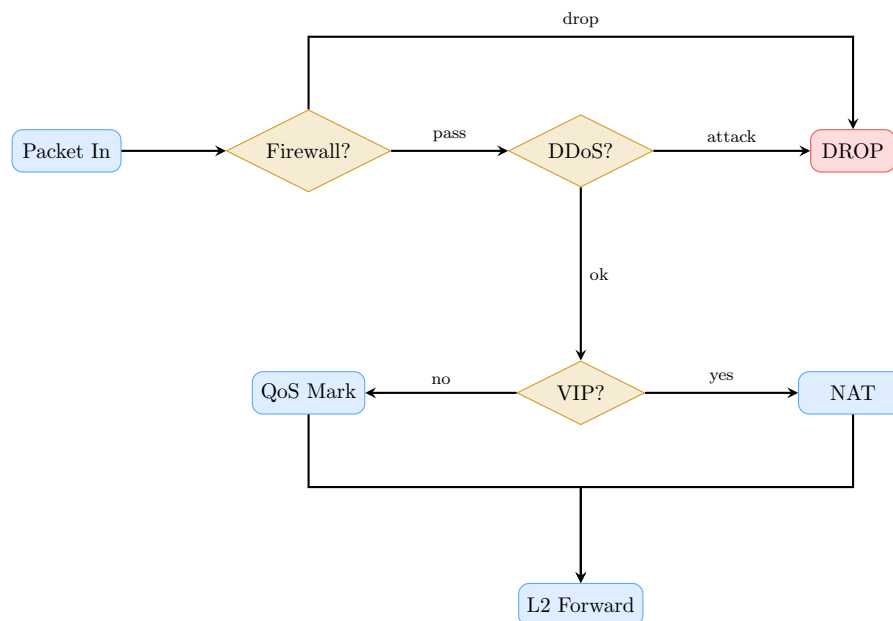 drop
Packet In
Firewall?
pass
DDoS?
attack
DROP
ok
QoS Mark
no
VIP?
yes
NAT
L2 Forward